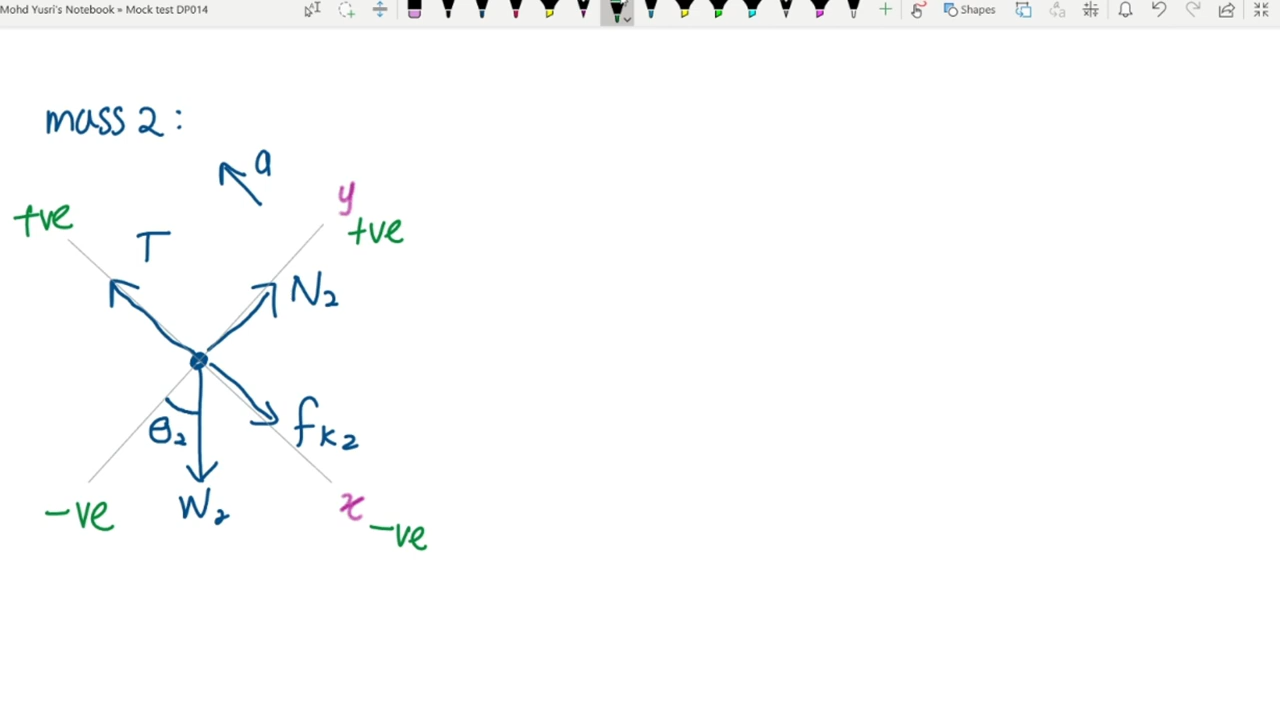 Mohd Yusri's Notebook » Mock test DP014
Shapes
mass 2 :
a
y
+ve
+ve
T
N₂
θ₂
fK₂
W₂
-ve
x
-ve